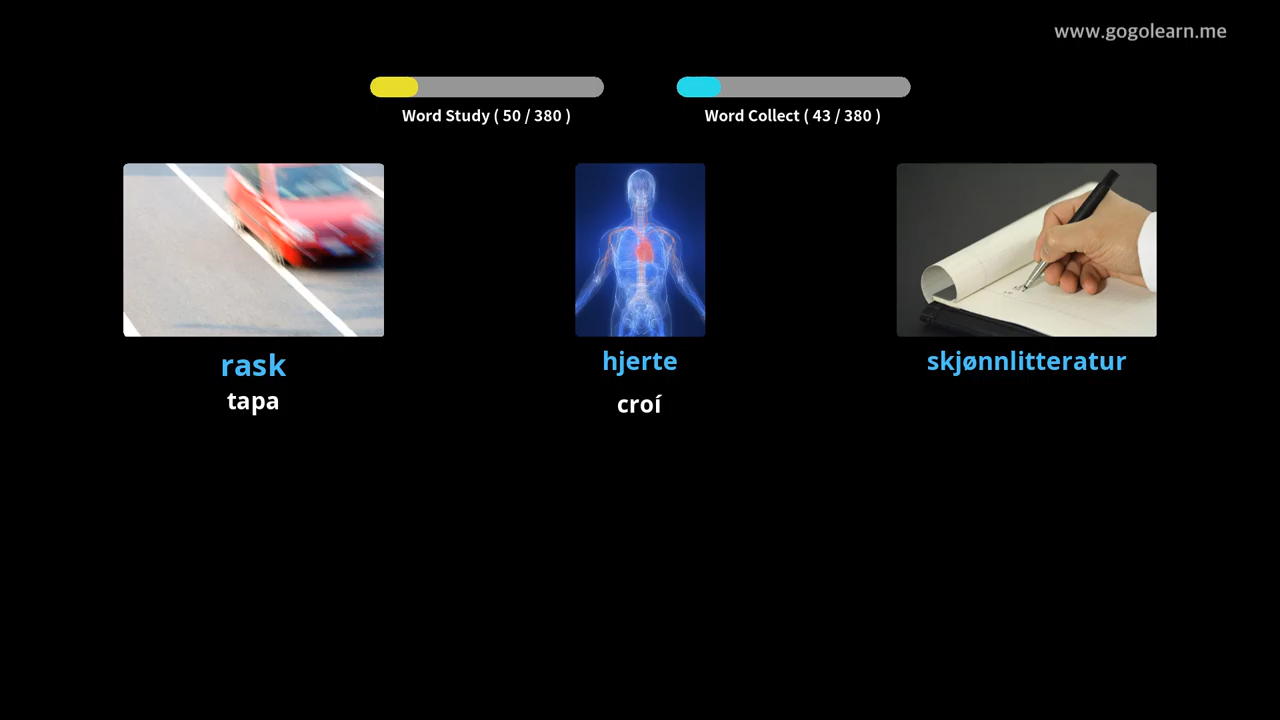 www.gogolearn.me
Word Study ( 50 / 380 )
Word Collect ( 43 / 380 )
rask
tapa
hjerte
croí
skjønnlitteratur